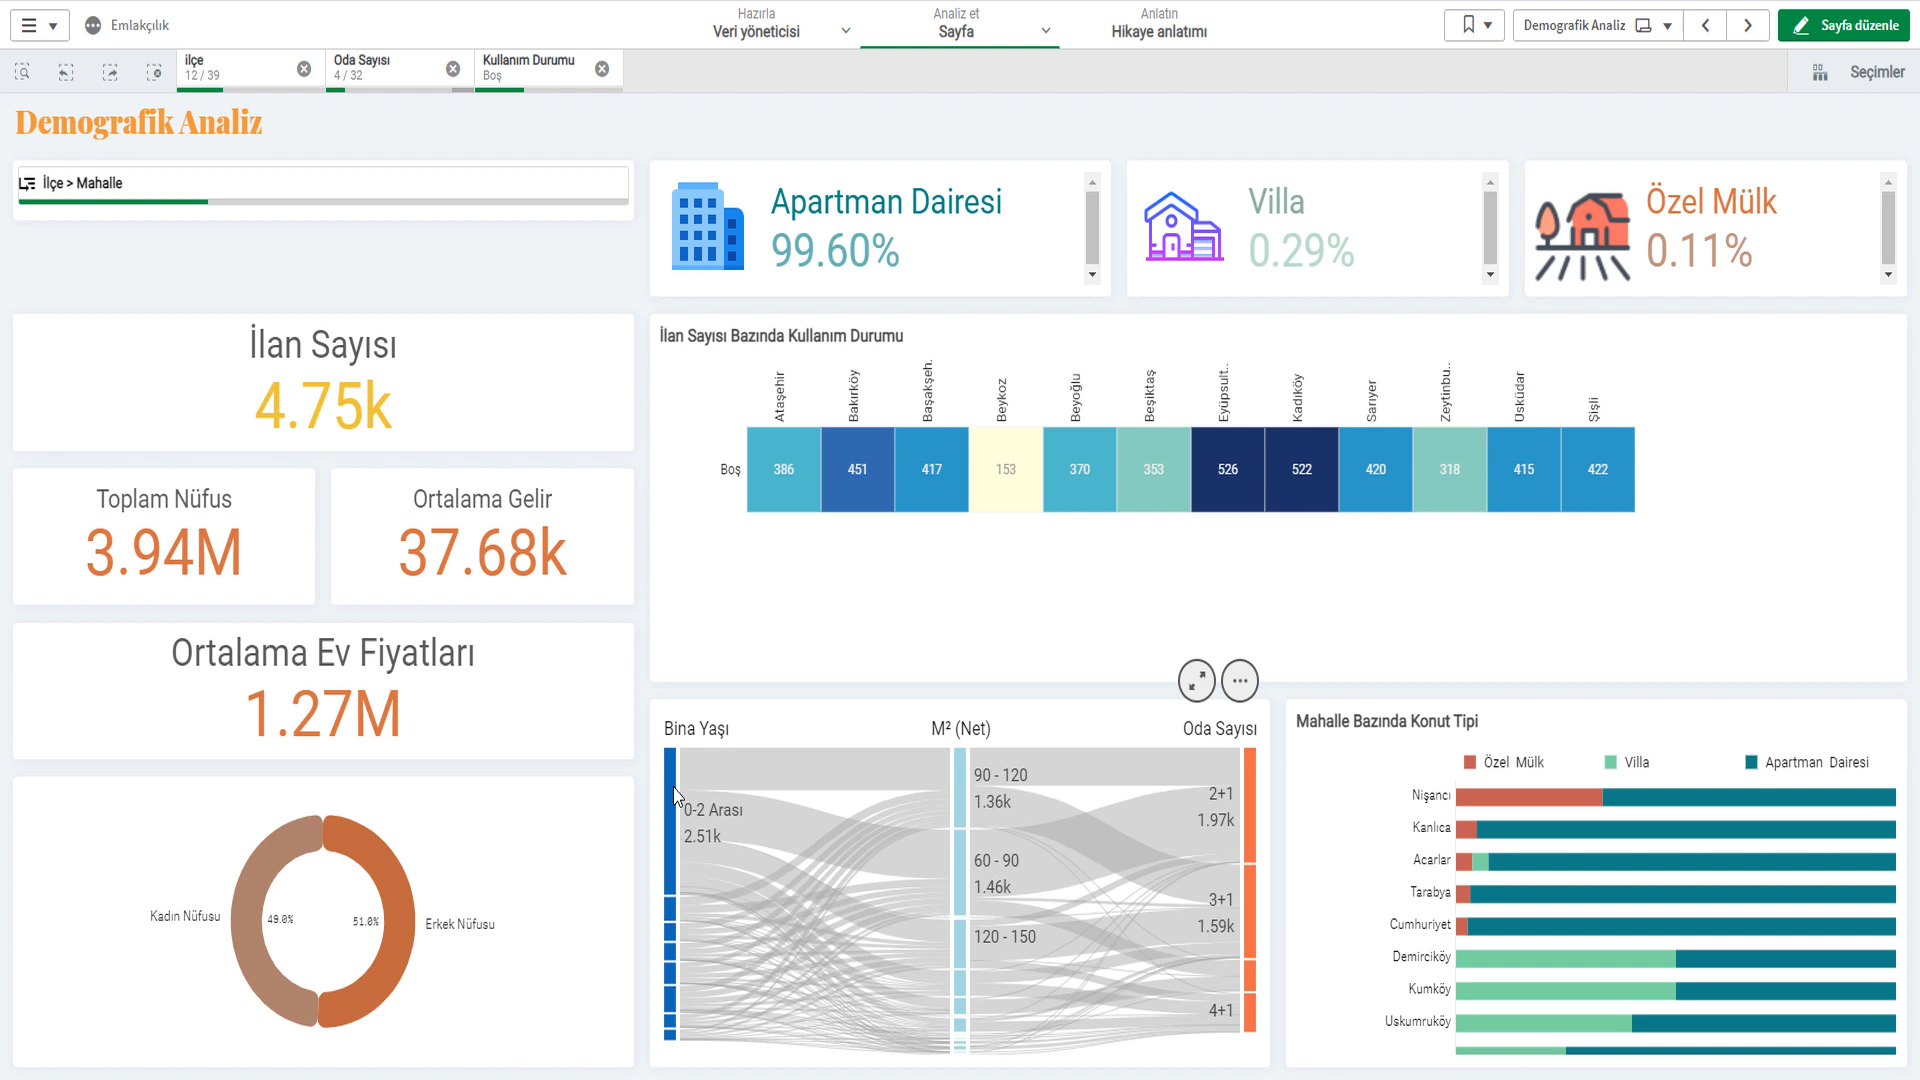 Emlakçılık
Hazırla
Veri yöneticisi
Analiz et
Sayfa
Anlatın
Hikaye anlatımı
Demografik Analiz
Sayfa düzenle
ilçe
12 / 39
Oda Sayısı
4 / 32
Kullanım Durumu
Boş
Seçimler
Demografik Analiz
İlçe > Mahalle
Apartman Dairesi
99.60%
Villa
0.29%
Özel Mülk
0.11%
İlan Sayısı
4.75k
Toplam Nüfus
3.94M
Ortalama Gelir
37.68k
Ortalama Ev Fiyatları
1.27M
Kadın Nüfusu
49.0%
51.0%
Erkek Nüfusu
İlan Sayısı Bazında Kullanım Durumu
Ataşehir
Bakırköy
Başakşeh.
Beykoz
Beyoğlu
Beşiktaş
Eyüpsult..
Kadıköy
Sarıyer
Zeytinbu..
Üsküdar
Şişli
Boş
386
451
417
153
370
353
526
522
420
318
415
422
Bina Yaşı
M² (Net)
Oda Sayısı
0-2 Arası
2.51k
90 - 120
1.36k
60 - 90
1.46k
120 - 150
2+1
1.97k
3+1
1.59k
4+1
Mahalle Bazında Konut Tipi
Özel Mülk
Villa
Apartman Dairesi
Nişancı
Kanlıca
Acarlar
Tarabya
Cumhuriyet
Demirciköy
Kumköy
Uskumruköy